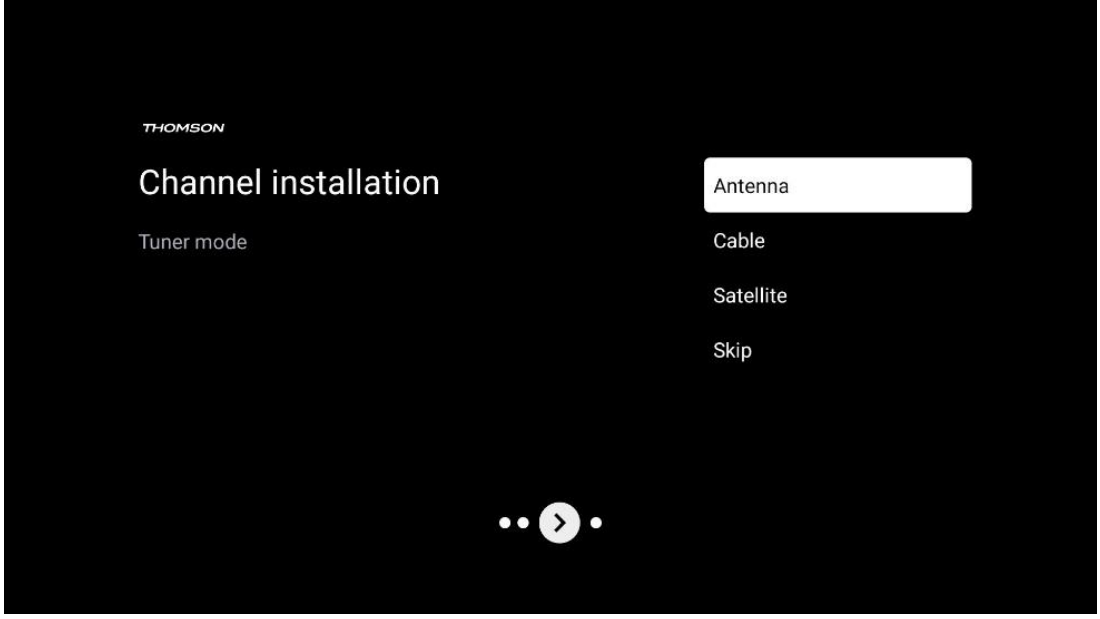 THOMSON
Channel installation
Tuner mode
Antenna
Cable
Satellite
Skip